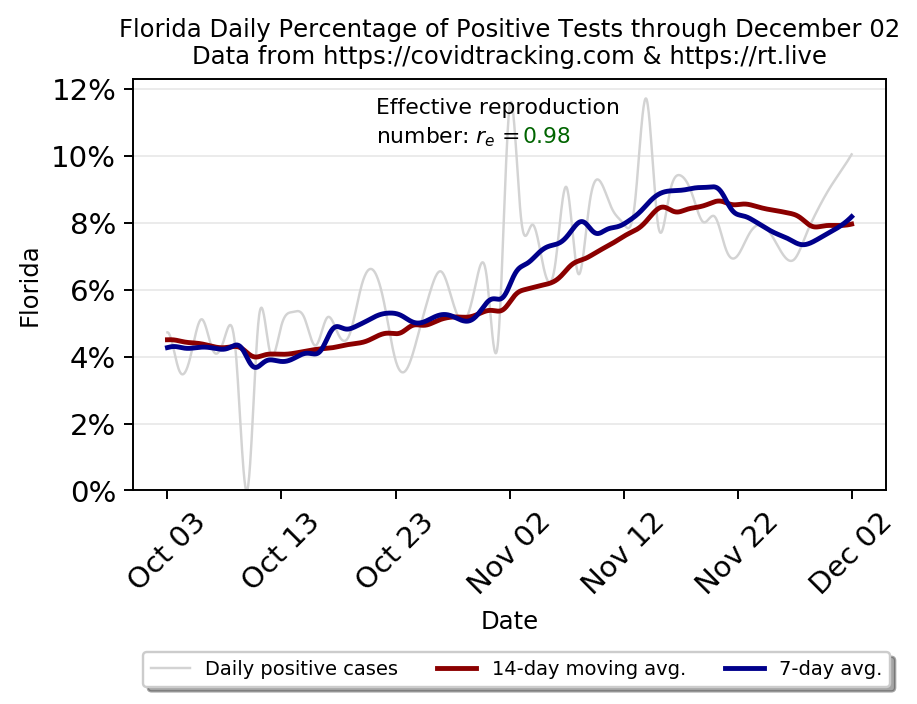 Florida Daily Percentage of Positive Tests through December 02
Data from https://covidtracking.com & https://rt.live
12%
10%
8%
6%
4%
2%
0%
Florida
Effective reproduction
number: rₑ =0.98
Oct 03
Oct 13
Oct 23
Nov 02
Nov 12
Nov 22
Dec 02
Date
Daily positive cases
14-day moving avg.
7-day avg.